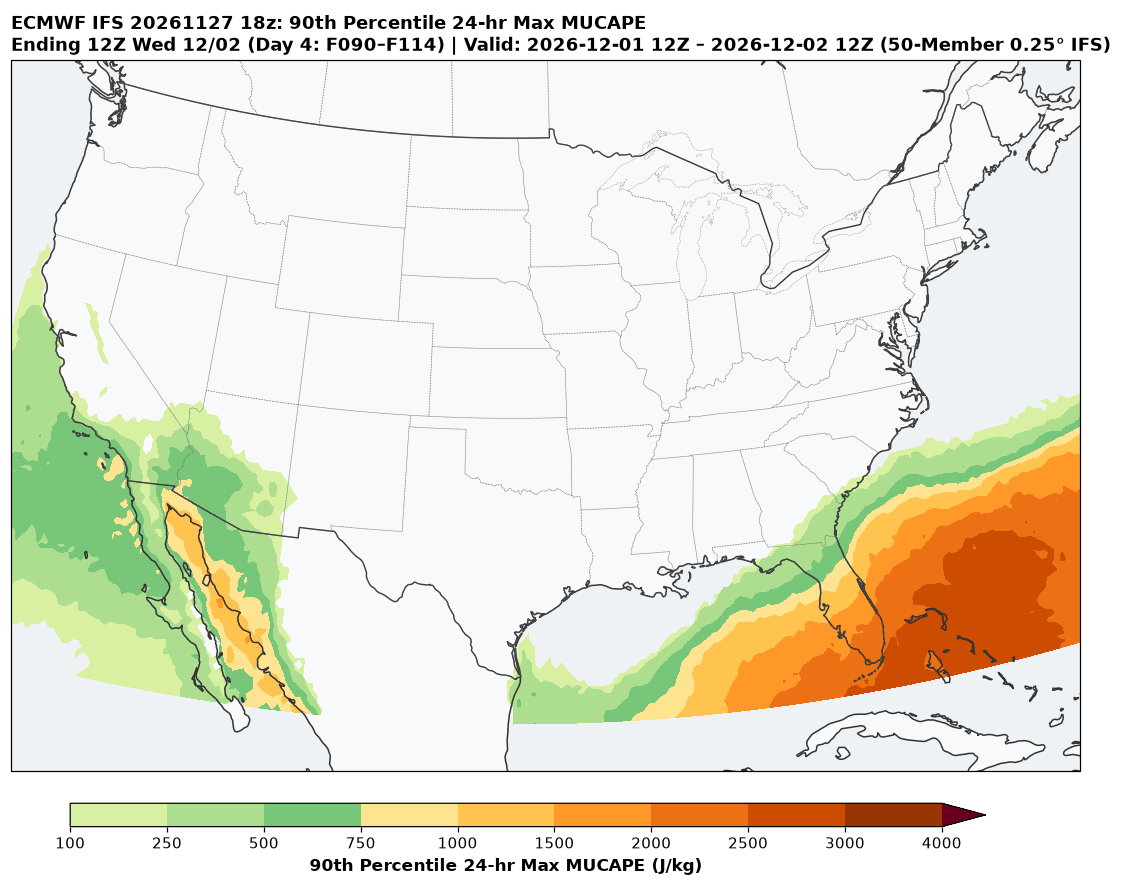 ECMWF IFS 20261127 18z: 90th Percentile 24-hr Max MUCAPE
Ending 12Z Wed 12/02 (Day 4: F090–F114) | Valid: 2026-12-01 12Z – 2026-12-02 12Z (50-Member 0.25° IFS)
100 250 500 750 1000 1500 2000 2500 3000 4000
90th Percentile 24-hr Max MUCAPE (J/kg)